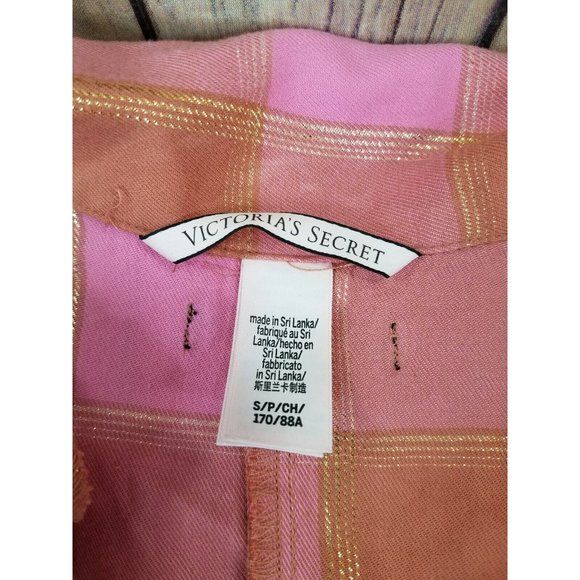 VICTORIA'S SECRET
made in Sri Lanka/
fabriqué au Sri
Lanka/hecho en
Sri Lanka/
fabbricato
in Sri Lanka/
斯里兰卡制造
S/P/CH/
170/88A